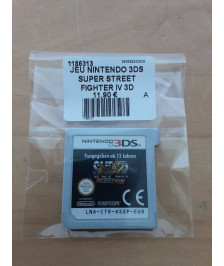 1186313
JEU NINTENDO 3DS
SUPER STREET
FIGHTER IV 3D
11,90 €
A
NINTENDO 3DS
Freigegeben ab 12 Jahren
CE
CAPCOM
LNA-CTR-ASSP-EUR